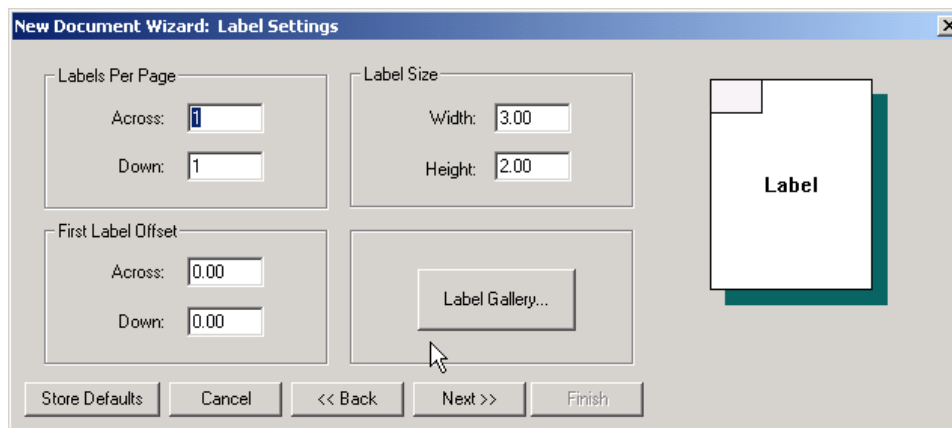 New Document Wizard: Label Settings
Labels Per Page
Across: 1
Down: 1
Label Size
Width: 3.00
Height: 2.00
Label
First Label Offset
Across: 0.00
Down: 0.00
Label Gallery...
Store Defaults Cancel << Back Next >> Finish